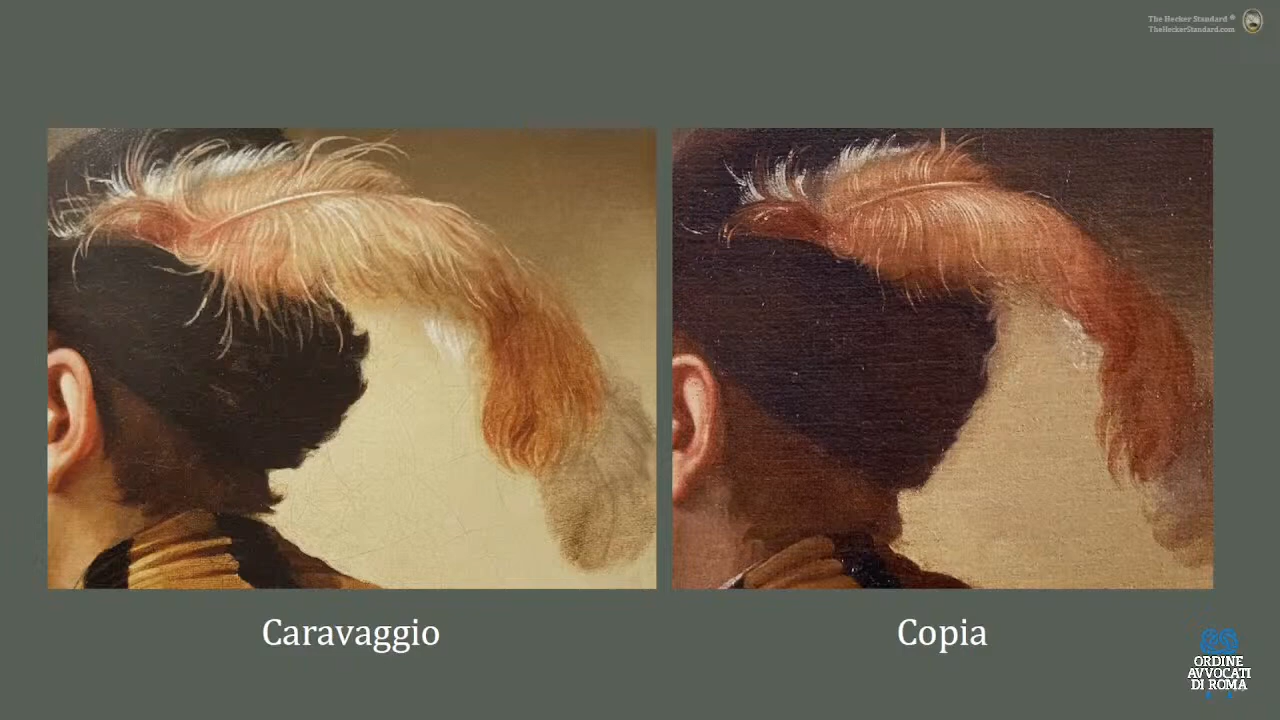 The Hecker Standard ®
TheHeckerStandard.com
Caravaggio
Copia
ORDINE
AVVOCATI
DI ROMA